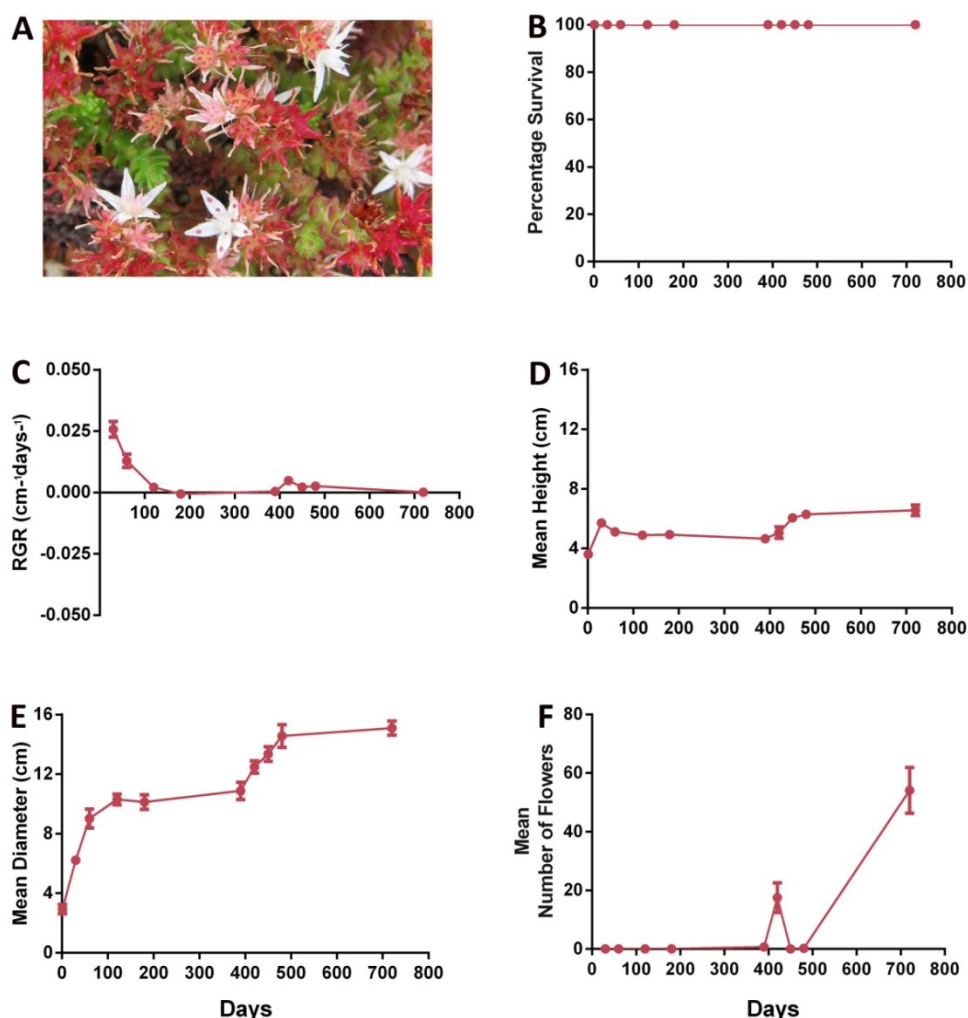 A
B
Percentage Survival
100
80
60
40
20
0
0 100 200 300 400 500 600 700 800
C
RGR (cm⁻¹days⁻¹)
0.050
0.025
0.000
-0.025
-0.050
100 200 300 400 500 600 700 800
D
Mean Height (cm)
16
12
8
4
0
0 100 200 300 400 500 600 700 800
E
Mean Diameter (cm)
16
12
8
4
0
0 100 200 300 400 500 600 700 800
Days
F
Mean
Number of Flowers
80
60
40
20
0
0 100 200 300 400 500 600 700 800
Days